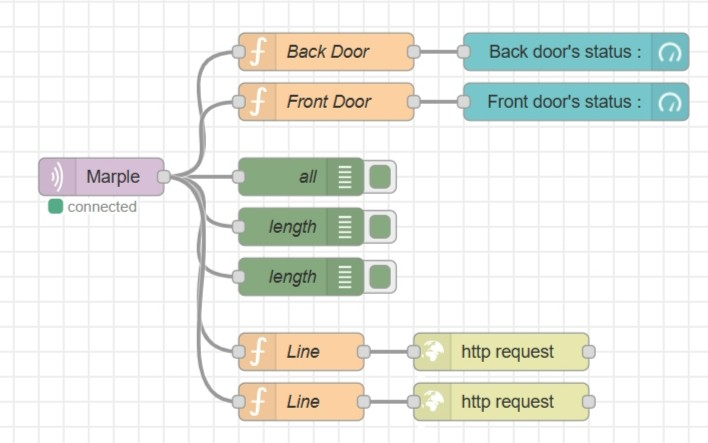 Back Door
Back door's status :
Front Door
Front door's status :
Marple
connected
all
length
length
Line
http request
Line
http request